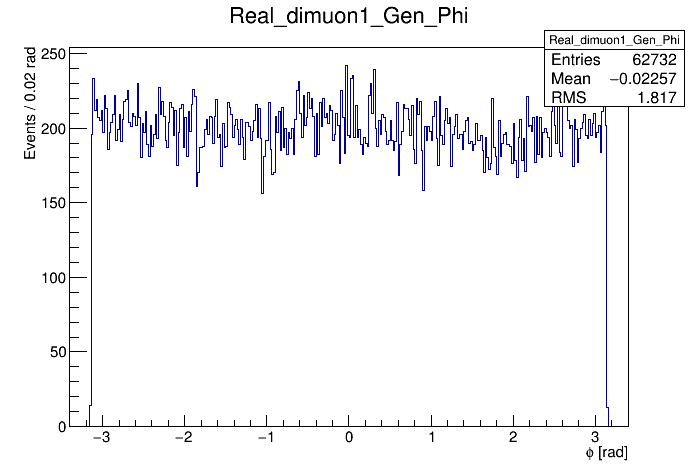 Real_dimuon1_Gen_Phi
Real_dimuon1_Gen_Phi
Entries 62732
Mean −0.02257
RMS 1.817
Events / 0.02 rad
250
200
150
100
50
0
−3 −2 −1 0 1 2 3
ϕ [rad]